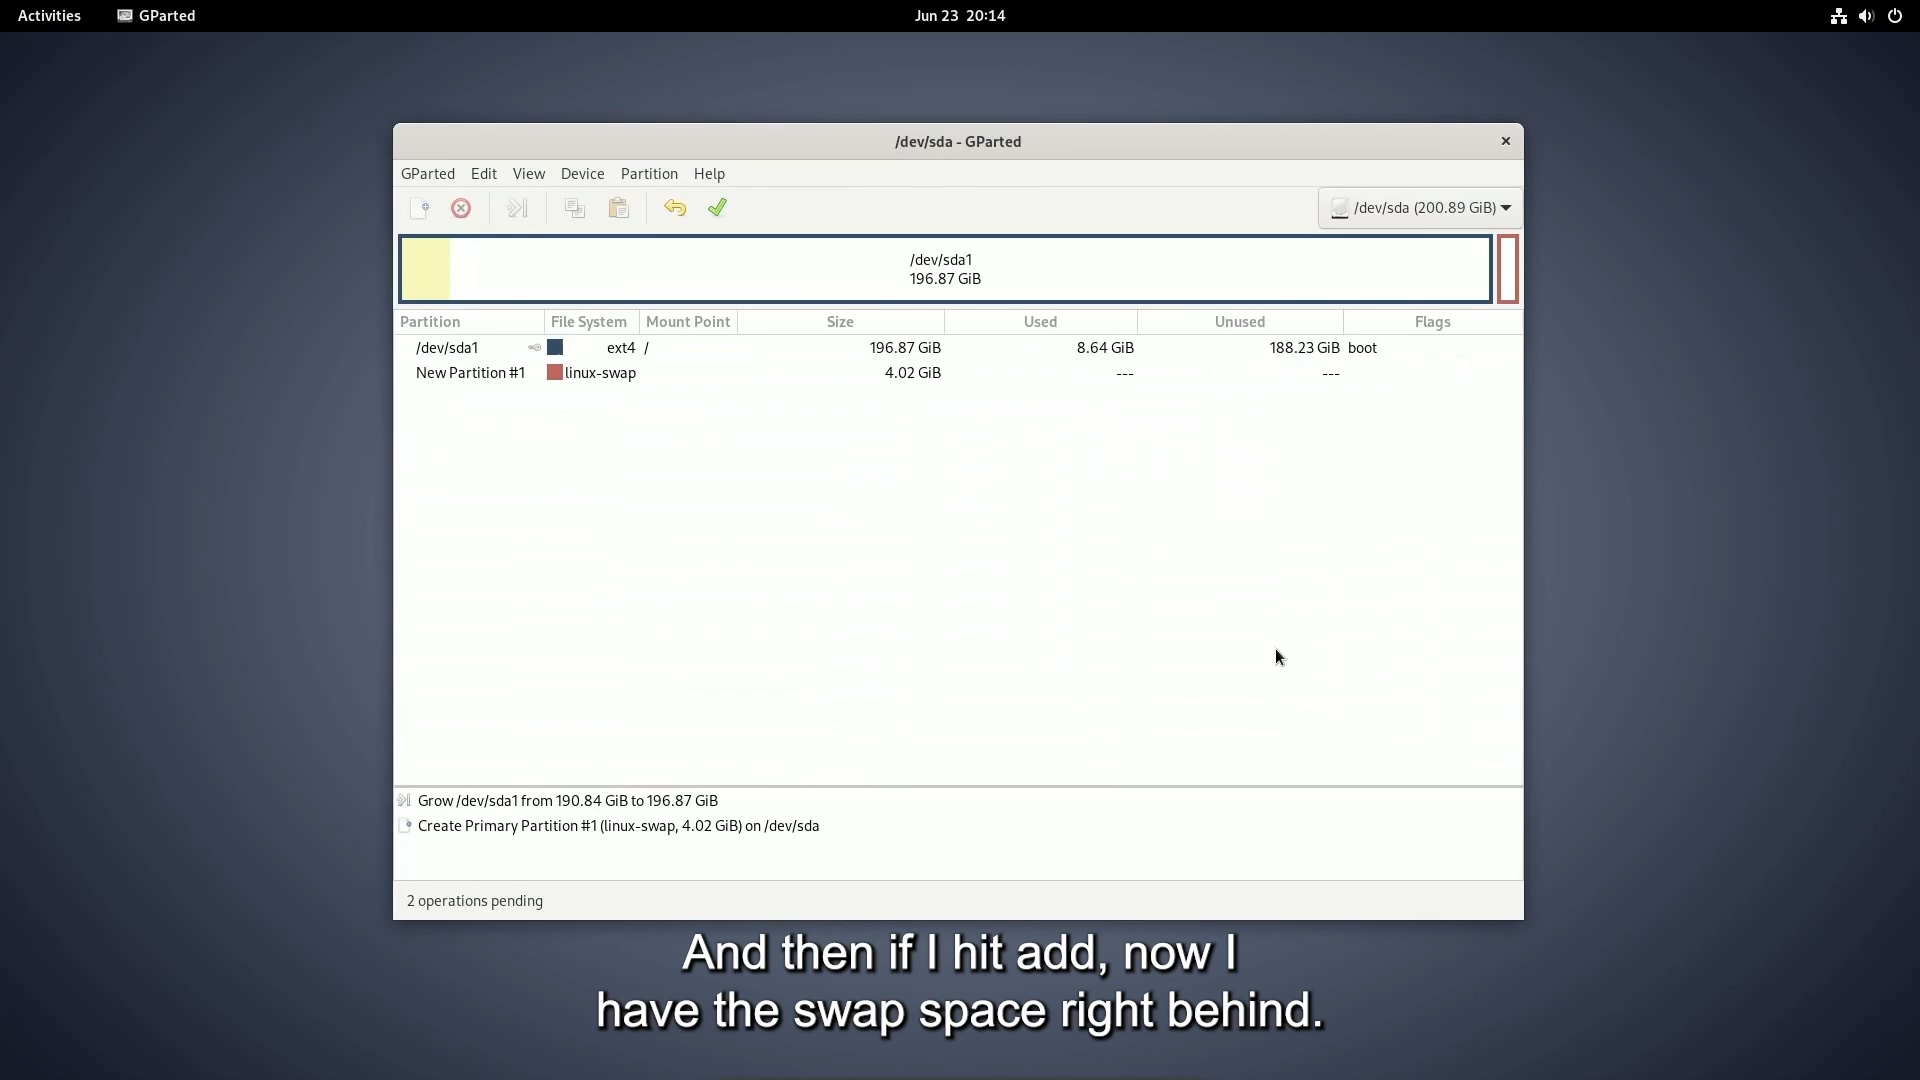 Activities GParted Jun 23 20:14
/dev/sda - GParted
GParted Edit View Device Partition Help
/dev/sda (200.89 GiB)
/dev/sda1
196.87 GiB
Partition File System Mount Point Size Used Unused Flags
/dev/sda1 ext4 / 196.87 GiB 8.64 GiB 188.23 GiB boot
New Partition #1 linux-swap 4.02 GiB --- ---
Grow /dev/sda1 from 190.84 GiB to 196.87 GiB
Create Primary Partition #1 (linux-swap, 4.02 GiB) on /dev/sda
2 operations pending
And then if I hit add, now I
have the swap space right behind.